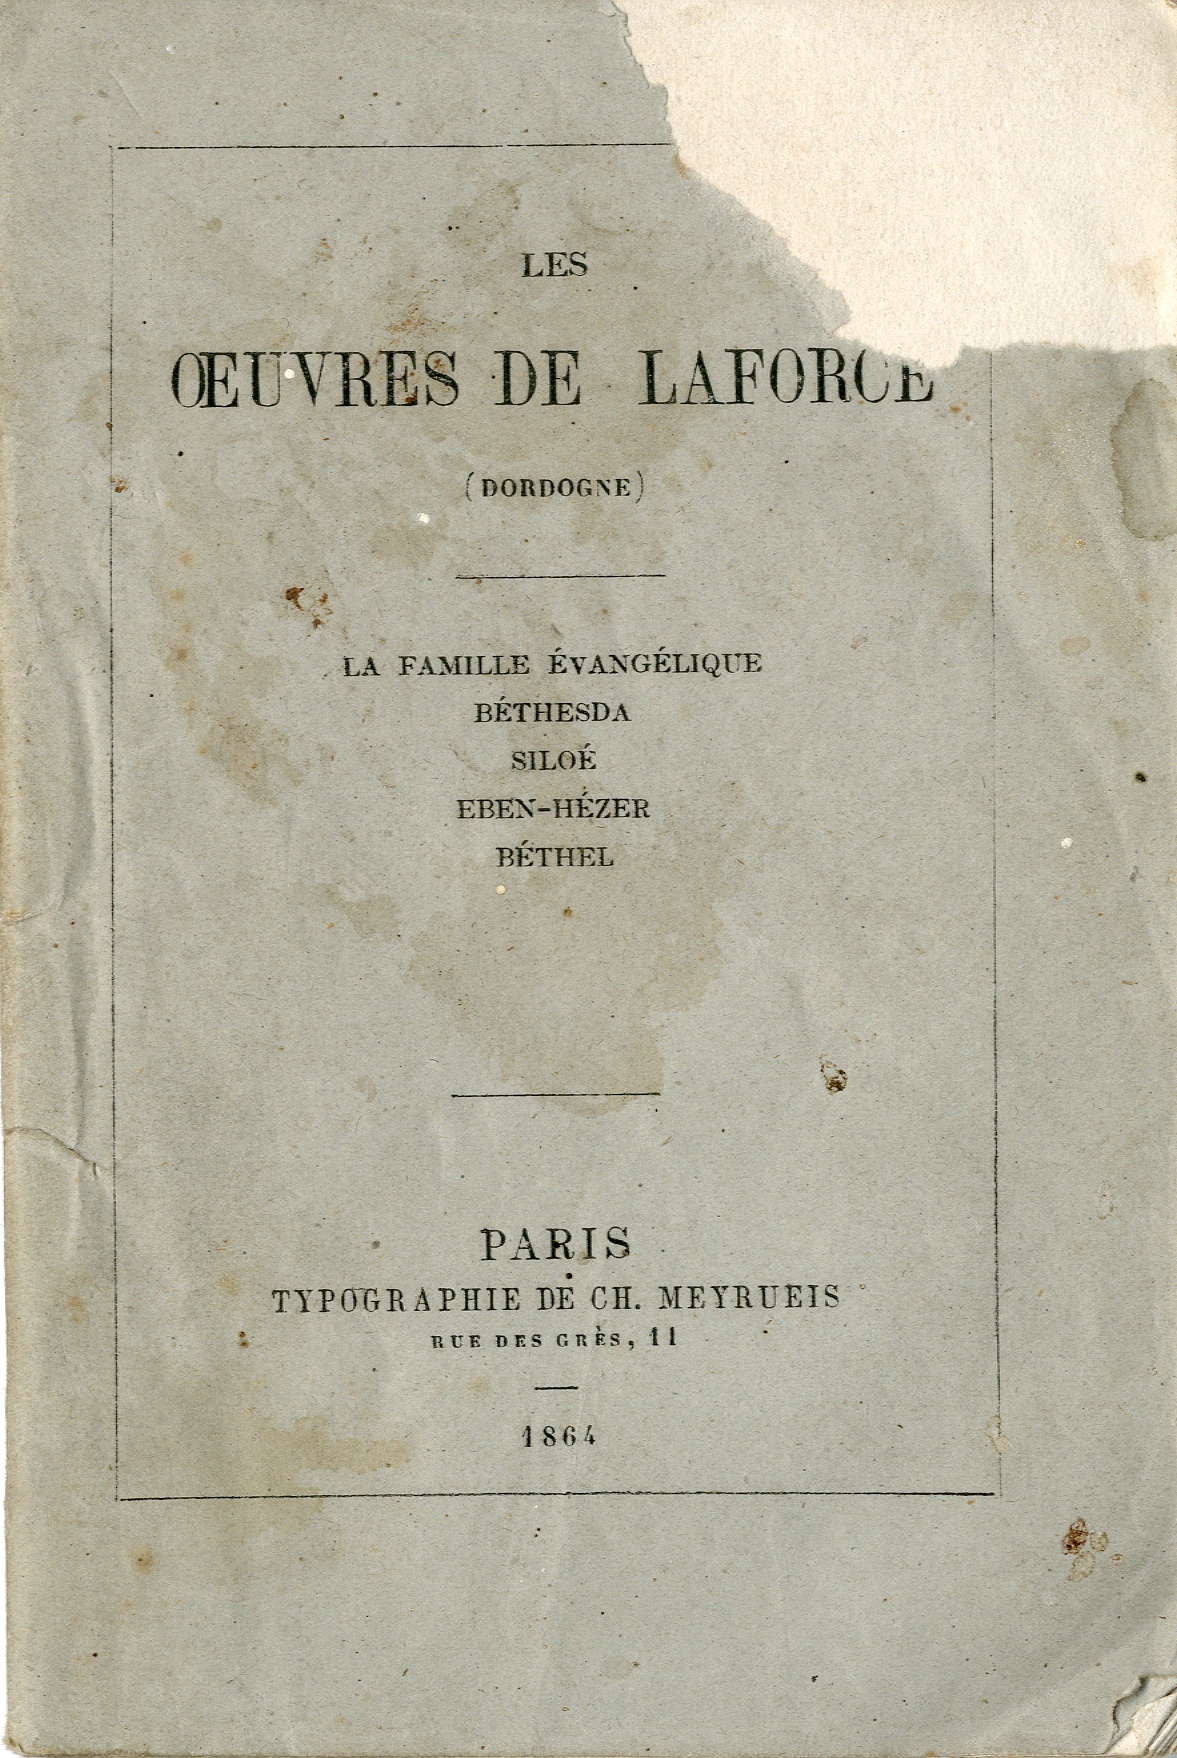 LES
ŒUVRES DE LAFORCE
(DORDOGNE)
LA FAMILLE ÉVANGÉLIQUE
BÉTHESDA
SILOÉ
EBEN-HÉZER
BÉTHEL
PARIS
TYPOGRAPHIE DE CH. MEYRUEIS
RUE DES GRÈS, 11
1864